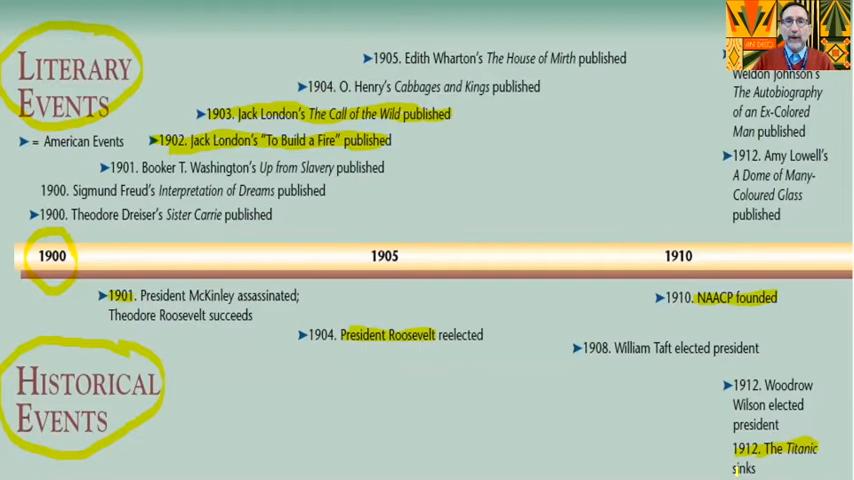 LITERARY
EVENTS
= American Events
1905. Edith Wharton's The House of Mirth published
1904. O. Henry's Cabbages and Kings published
1903. Jack London's The Call of the Wild published
1902. Jack London's "To Build a Fire" published
1901. Booker T. Washington's Up from Slavery published
1900. Sigmund Freud's Interpretation of Dreams published
1900. Theodore Dreiser's Sister Carrie published
Weldon Johnson's
The Autobiography
of an Ex-Colored
Man published
1912. Amy Lowell's
A Dome of Many-
Coloured Glass
published
1900 1905 1910
1901. President McKinley assassinated;
Theodore Roosevelt succeeds
1904. President Roosevelt reelected
1910. NAACP founded
1908. William Taft elected president
HISTORICAL
EVENTS
1912. Woodrow
Wilson elected
president
1912. The Titanic
sinks